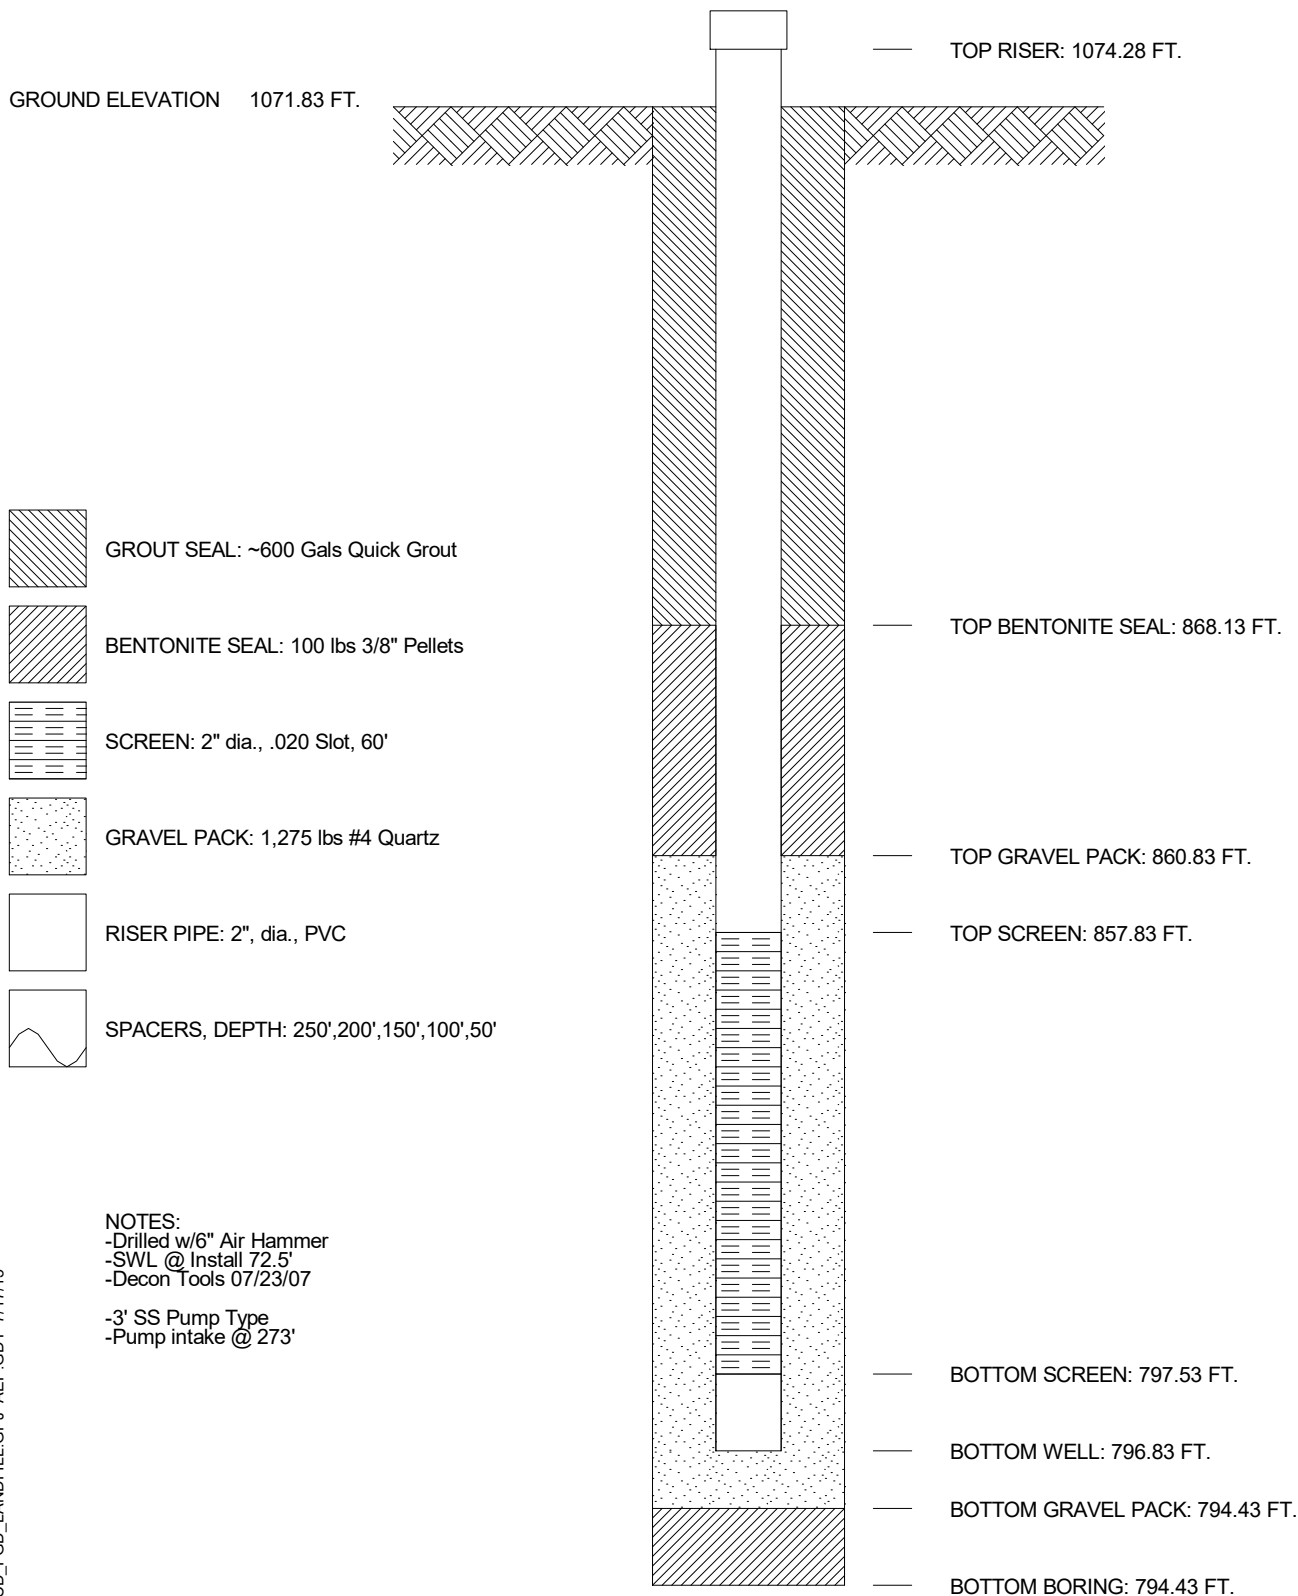 TOP RISER: 1074.28 FT.
GROUND ELEVATION 1071.83 FT.
GROUT SEAL: ~600 Gals Quick Grout
TOP BENTONITE SEAL: 868.13 FT.
BENTONITE SEAL: 100 lbs 3/8" Pellets
SCREEN: 2" dia., .020 Slot, 60'
GRAVEL PACK: 1,275 lbs #4 Quartz
TOP GRAVEL PACK: 860.83 FT.
RISER PIPE: 2", dia., PVC
TOP SCREEN: 857.83 FT.
SPACERS, DEPTH: 250',200',150',100',50'
NOTES:
-Drilled w/6" Air Hammer
-SWL @ Install 72.5'
-Decon Tools 07/23/07
-3' SS Pump Type
-Pump intake @ 273'
BOTTOM SCREEN: 797.53 FT.
BOTTOM WELL: 796.83 FT.
BOTTOM GRAVEL PACK: 794.43 FT.
BOTTOM BORING: 794.43 FT.